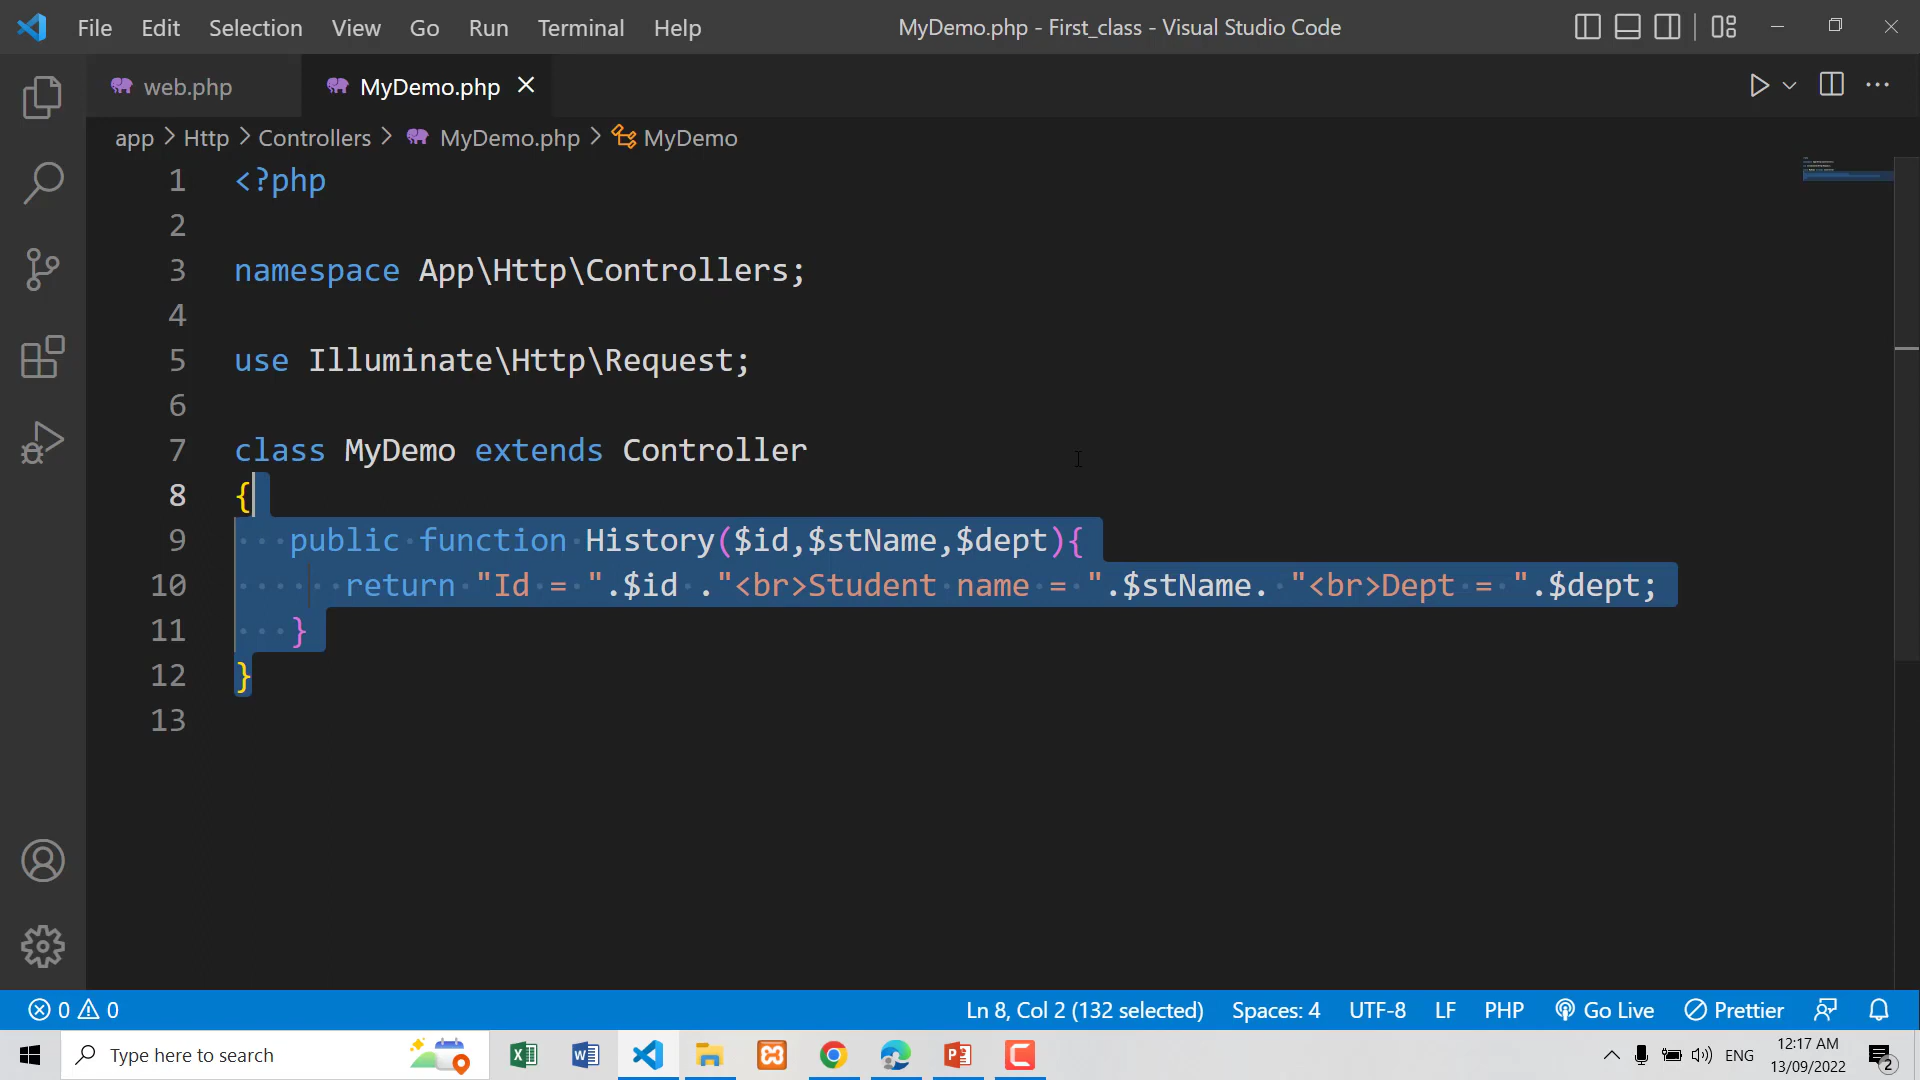 File Edit Selection View Go Run Terminal Help MyDemo.php - First_class - Visual Studio Code
web.php MyDemo.php
app > Http > Controllers > MyDemo.php > MyDemo
1 <?php
2
3 namespace App\Http\Controllers;
4
5 use Illuminate\Http\Request;
6
7 class MyDemo extends Controller
8 {
9 public function History($id,$stName,$dept){
10 return "Id = ".$id ."<br>Student name = ".$stName. "<br>Dept = ".$dept;
11 }
12 }
13
0 0 Ln 8, Col 2 (132 selected) Spaces: 4 UTF-8 LF PHP Go Live Prettier
Type here to search ENG 12:17 AM
13/09/2022 2